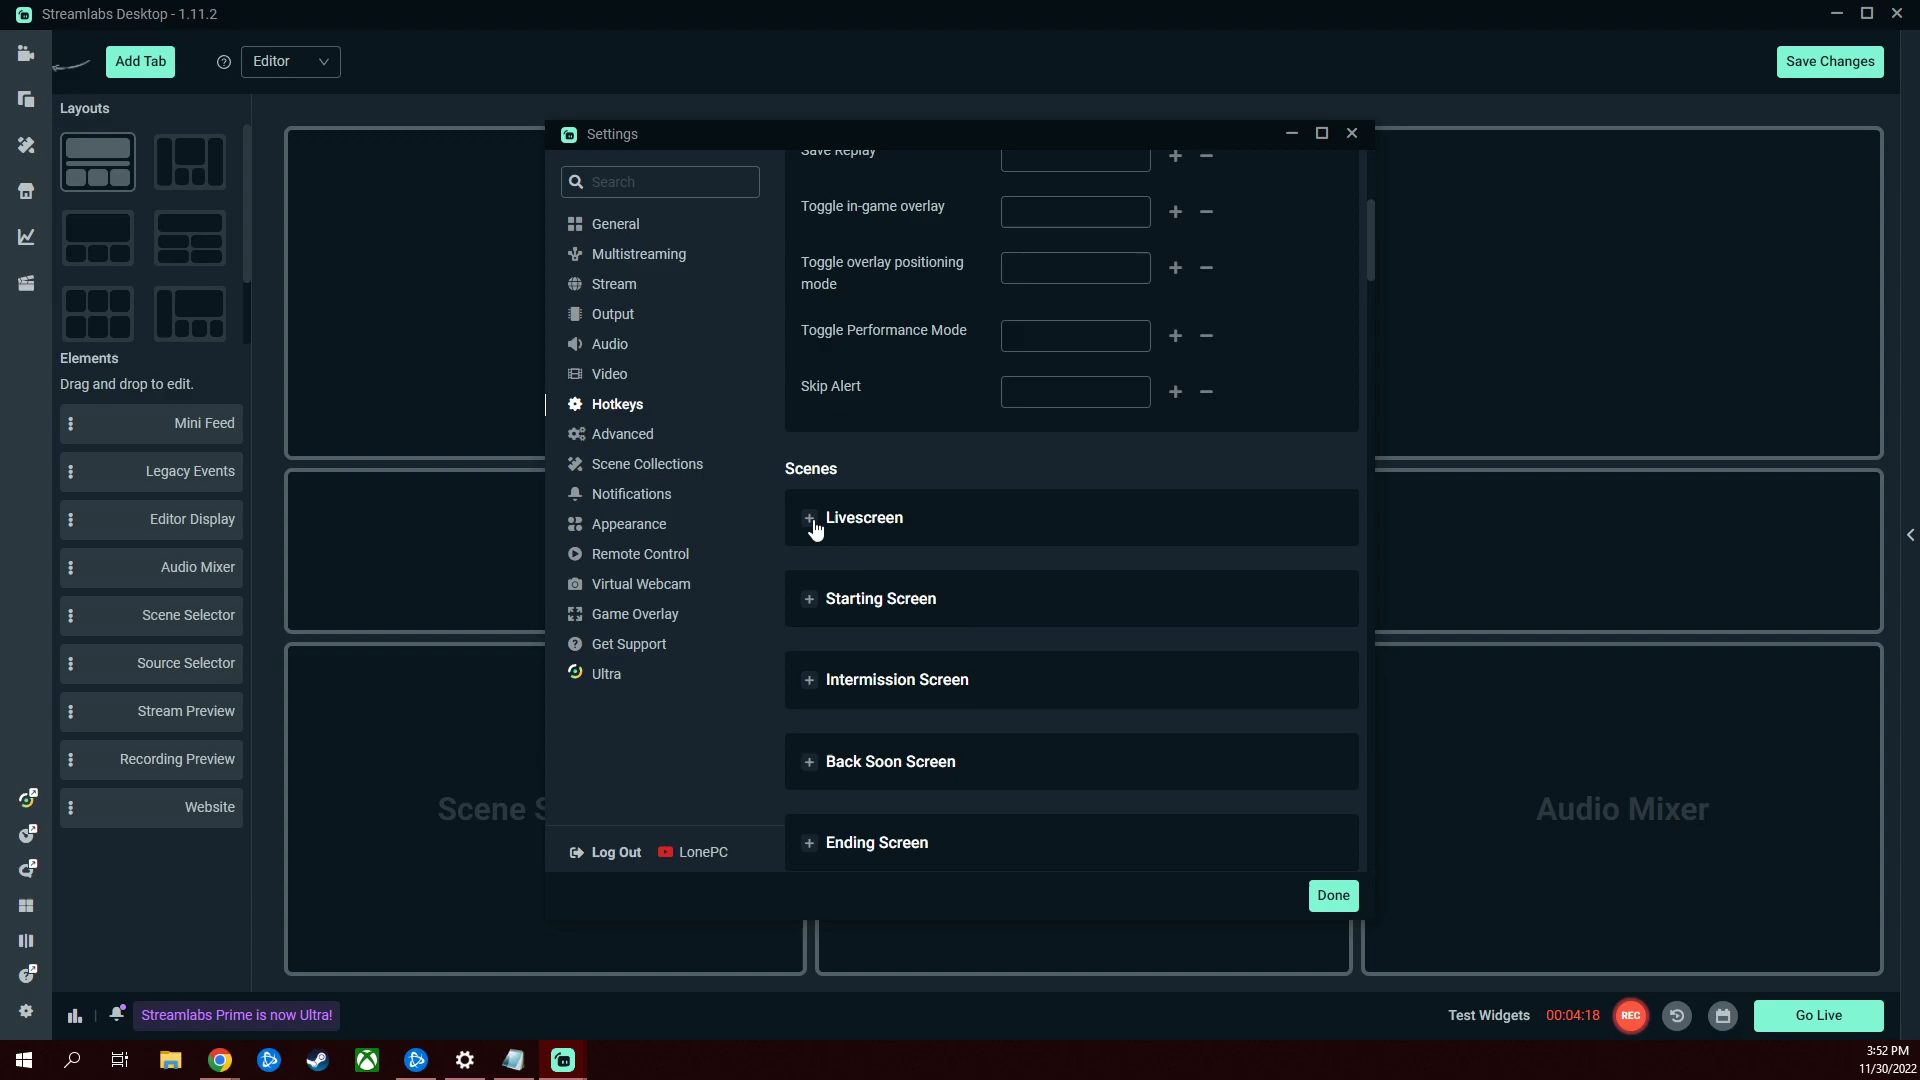 Streamlabs Desktop - 1.11.2
Add Tab
Editor
Save Changes
Layouts
Settings
Search
General
Multistreaming
Stream
Output
Audio
Video
Hotkeys
Advanced
Scene Collections
Notifications
Appearance
Remote Control
Virtual Webcam
Game Overlay
Get Support
Ultra
Log Out
LonePC
Save Replay
Toggle in-game overlay
Toggle overlay positioning
mode
Toggle Performance Mode
Skip Alert
Scenes
Livescreen
Starting Screen
Intermission Screen
Back Soon Screen
Ending Screen
Done
Elements
Drag and drop to edit.
Mini Feed
Legacy Events
Editor Display
Audio Mixer
Scene Selector
Source Selector
Stream Preview
Recording Preview
Website
Scene S
Audio Mixer
Streamlabs Prime is now Ultra!
Test Widgets
00:04:18
REC
Go Live
3:52 PM
11/30/2022